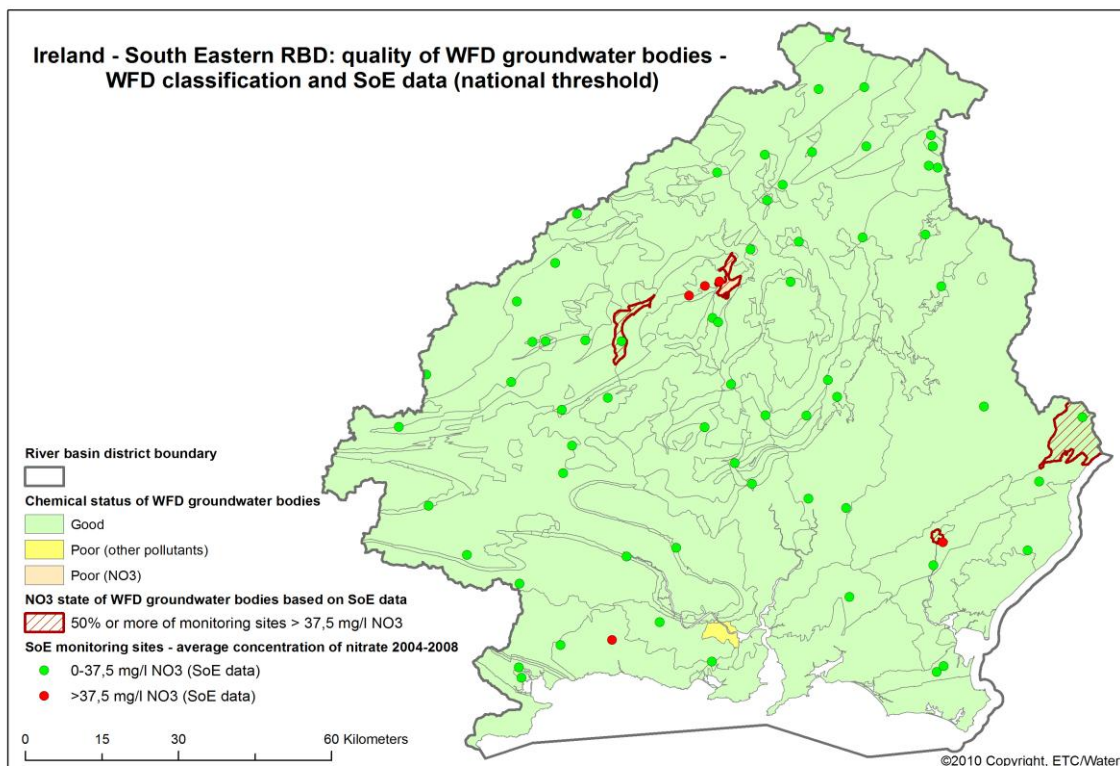 Ireland - South Eastern RBD: quality of WFD groundwater bodies -
WFD classification and SoE data (national threshold)
River basin district boundary
Chemical status of WFD groundwater bodies
Good
Poor (other pollutants)
Poor (NO3)
NO3 state of WFD groundwater bodies based on SoE data
50% or more of monitoring sites > 37,5 mg/l NO3
SoE monitoring sites - average concentration of nitrate 2004-2008
0-37,5 mg/l NO3 (SoE data)
>37,5 mg/l NO3 (SoE data)
0 15 30 60 Kilometers
©2010 Copyright, ETC/Water